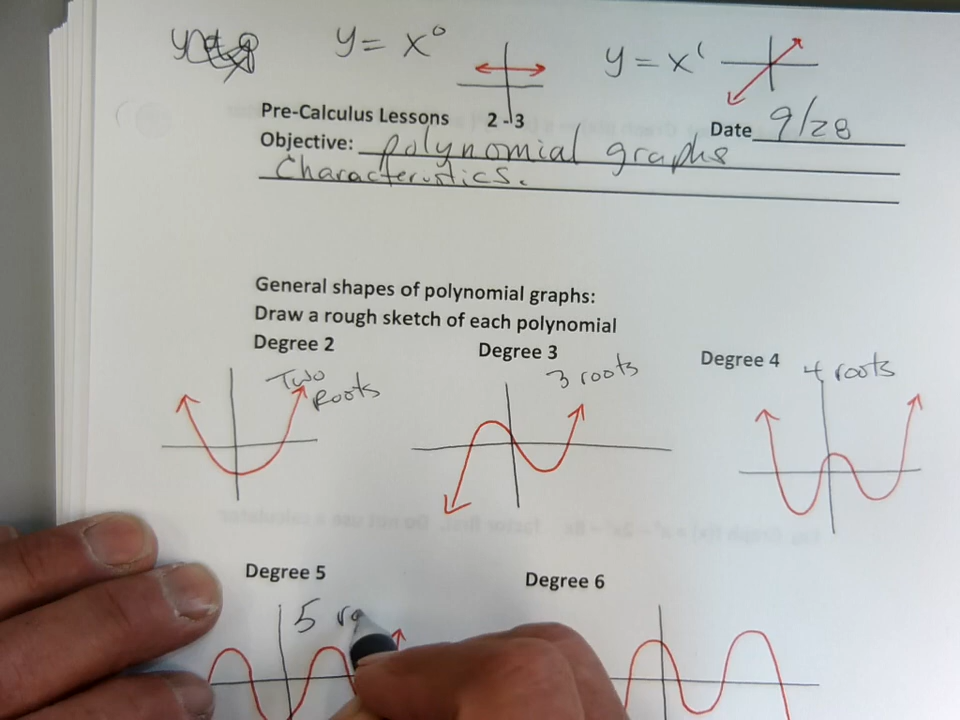 y = x⁰ y = x¹
Pre-Calculus Lessons 2-3 Date 9/28
Objective: Polynomial graphs
Characteristics.
General shapes of polynomial graphs:
Draw a rough sketch of each polynomial
Degree 2 Degree 3 Degree 4
Two
Roots 3 roots 4 roots
Degree 5 Degree 6
5